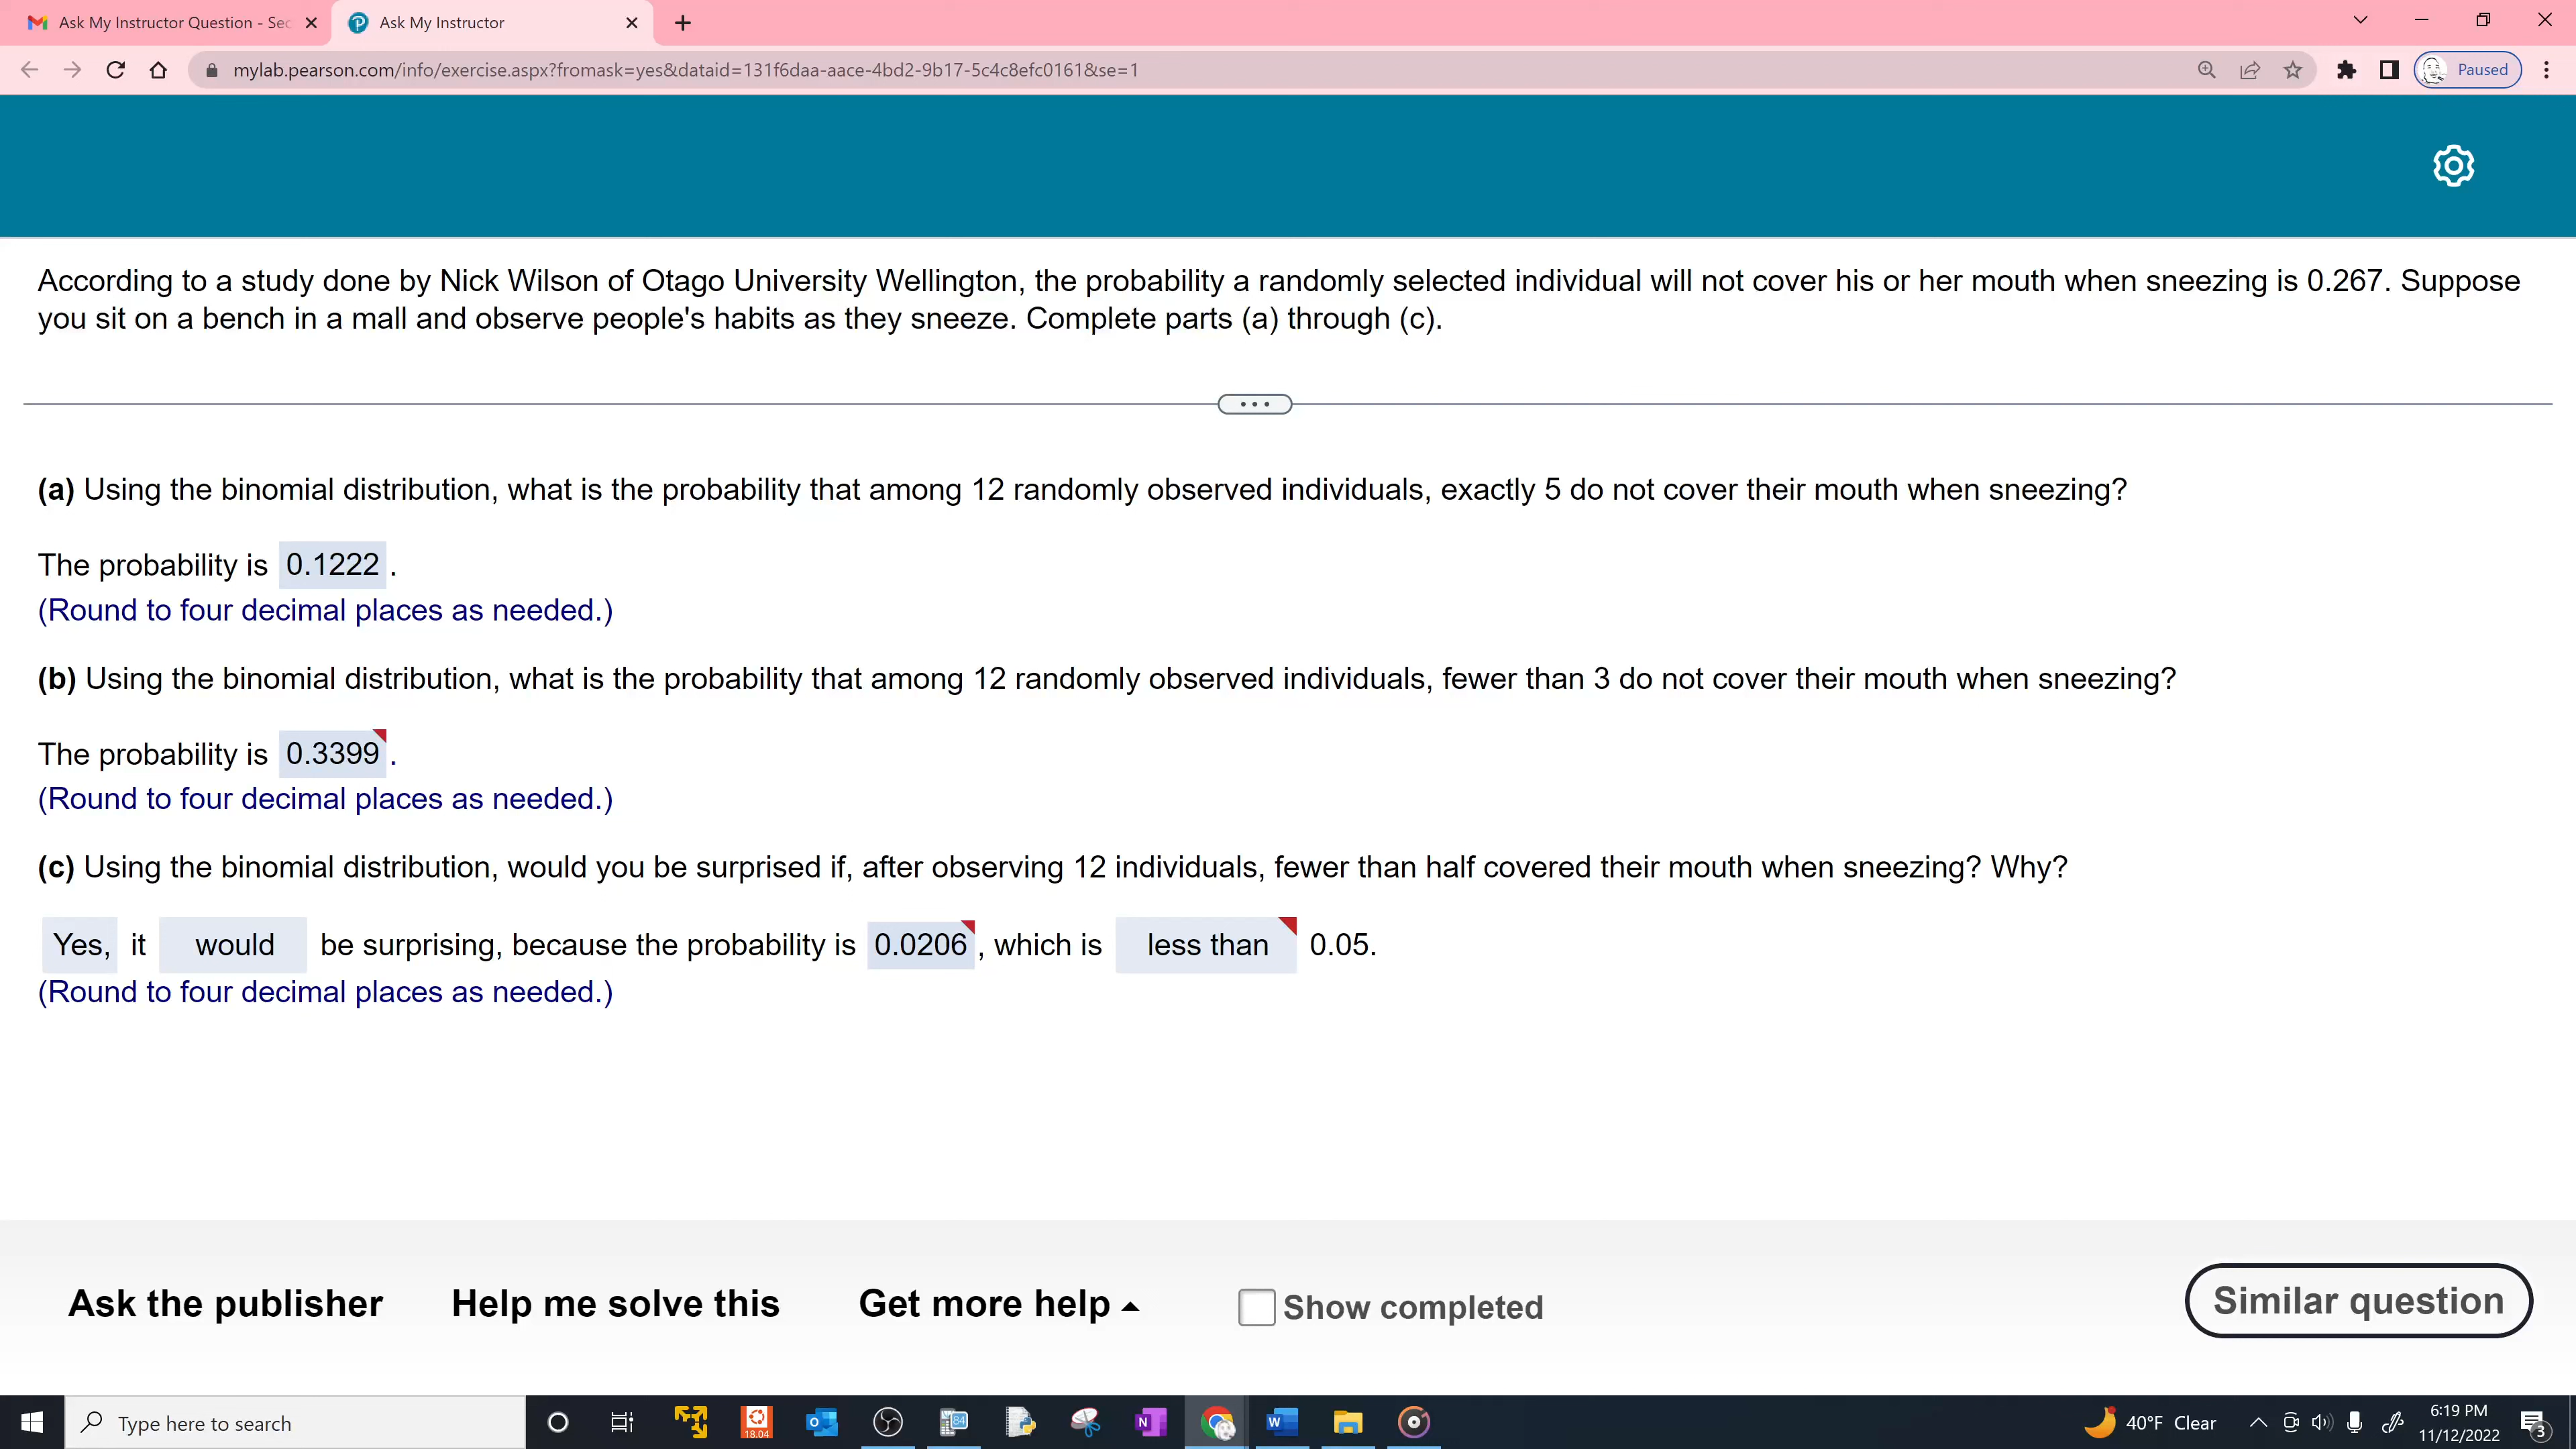 Ask My Instructor Question - Sec
Ask My Instructor
mylab.pearson.com/info/exercise.aspx?fromask=yes&dataid=131f6daa-aace-4bd2-9b17-5c4c8efc0161&se=1
Paused
According to a study done by Nick Wilson of Otago University Wellington, the probability a randomly selected individual will not cover his or her mouth when sneezing is 0.267. Suppose
you sit on a bench in a mall and observe people's habits as they sneeze. Complete parts (a) through (c).
(a) Using the binomial distribution, what is the probability that among 12 randomly observed individuals, exactly 5 do not cover their mouth when sneezing?
The probability is 0.1222 .
(Round to four decimal places as needed.)
(b) Using the binomial distribution, what is the probability that among 12 randomly observed individuals, fewer than 3 do not cover their mouth when sneezing?
The probability is 0.3399 .
(Round to four decimal places as needed.)
(c) Using the binomial distribution, would you be surprised if, after observing 12 individuals, fewer than half covered their mouth when sneezing? Why?
Yes, it would be surprising, because the probability is 0.0206 , which is less than 0.05.
(Round to four decimal places as needed.)
Ask the publisher
Help me solve this
Get more help
Show completed
Similar question
Type here to search
18.04
84
40°F Clear
6:19 PM
11/12/2022
3